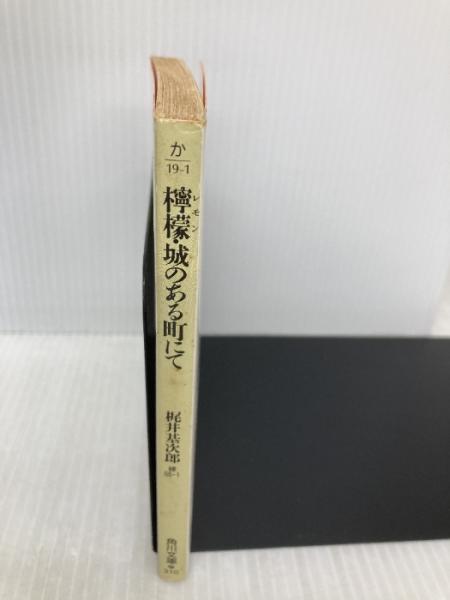 か
19-1
檸檬・城のある町にて
レモン
梶井基次郎
緑
角川文庫